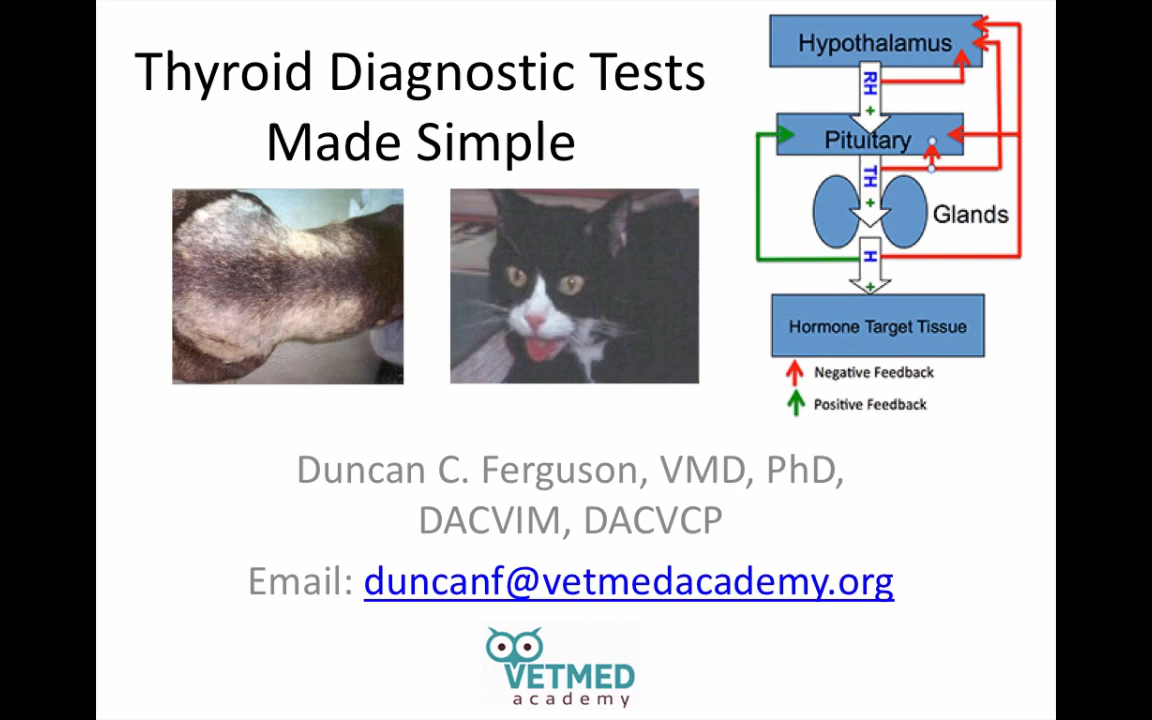 Thyroid Diagnostic Tests
Made Simple
Hypothalamus
RH
+
Pituitary
TH
+
Glands
H
+
Hormone Target Tissue
Negative Feedback
Positive Feedback
Duncan C. Ferguson, VMD, PhD,
DACVIM, DACVCP
Email: duncanf@vetmedacademy.org
VETMED
academy